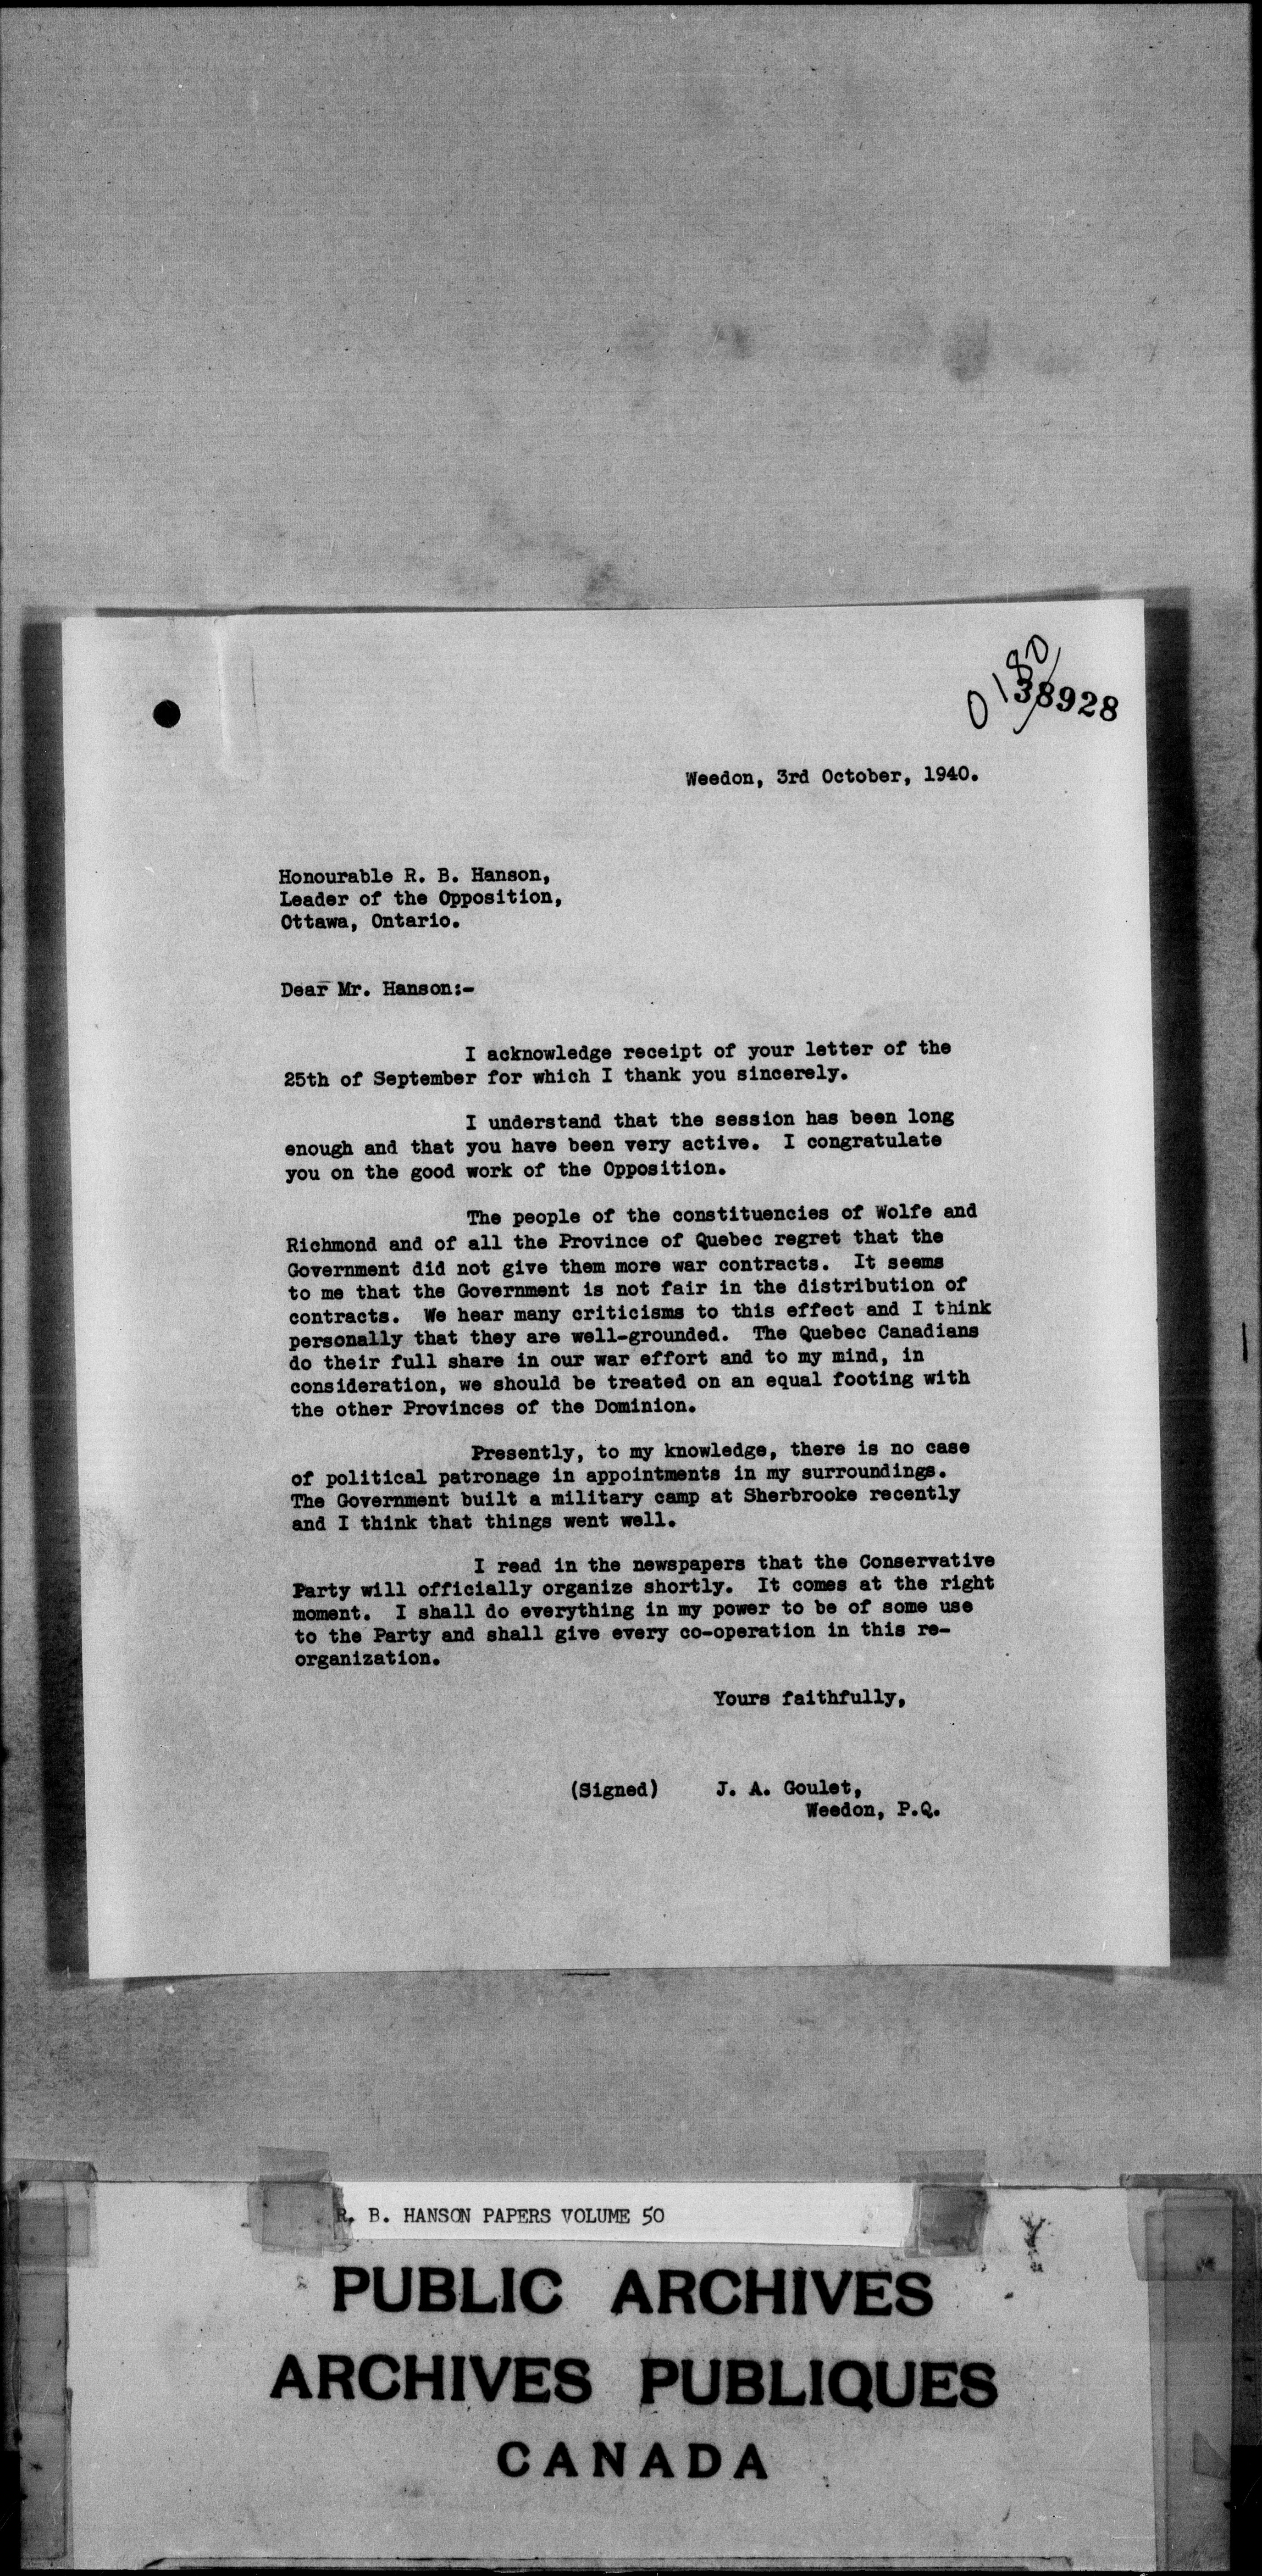 0180
38928
Weedon, 3rd October, 1940.
Honourable R. B. Hanson,
Leader of the Opposition,
Ottawa, Ontario.
Dear Mr. Hanson:-
I acknowledge receipt of your letter of the
25th of September for which I thank you sincerely.
I understand that the session has been long
enough and that you have been very active. I congratulate
you on the good work of the Opposition.
The people of the constituencies of Wolfe and
Richmond and of all the Province of Quebec regret that the
Government did not give them more war contracts. It seems
to me that the Government is not fair in the distribution of
contracts. We hear many criticisms to this effect and I think
personally that they are well-grounded. The Quebec Canadians
do their full share in our war effort and to my mind, in
consideration, we should be treated on an equal footing with
the other Provinces of the Dominion.
Presently, to my knowledge, there is no case
of political patronage in appointments in my surroundings.
The Government built a military camp at Sherbrooke recently
and I think that things went well.
I read in the newspapers that the Conservative
Party will officially organize shortly. It comes at the right
moment. I shall do everything in my power to be of some use
to the Party and shall give every co-operation in this re-
organization.
Yours faithfully,
(Signed) J. A. Goulet,
Weedon, P.Q.
R. B. HANSON PAPERS VOLUME 50
PUBLIC ARCHIVES
ARCHIVES PUBLIQUES
CANADA